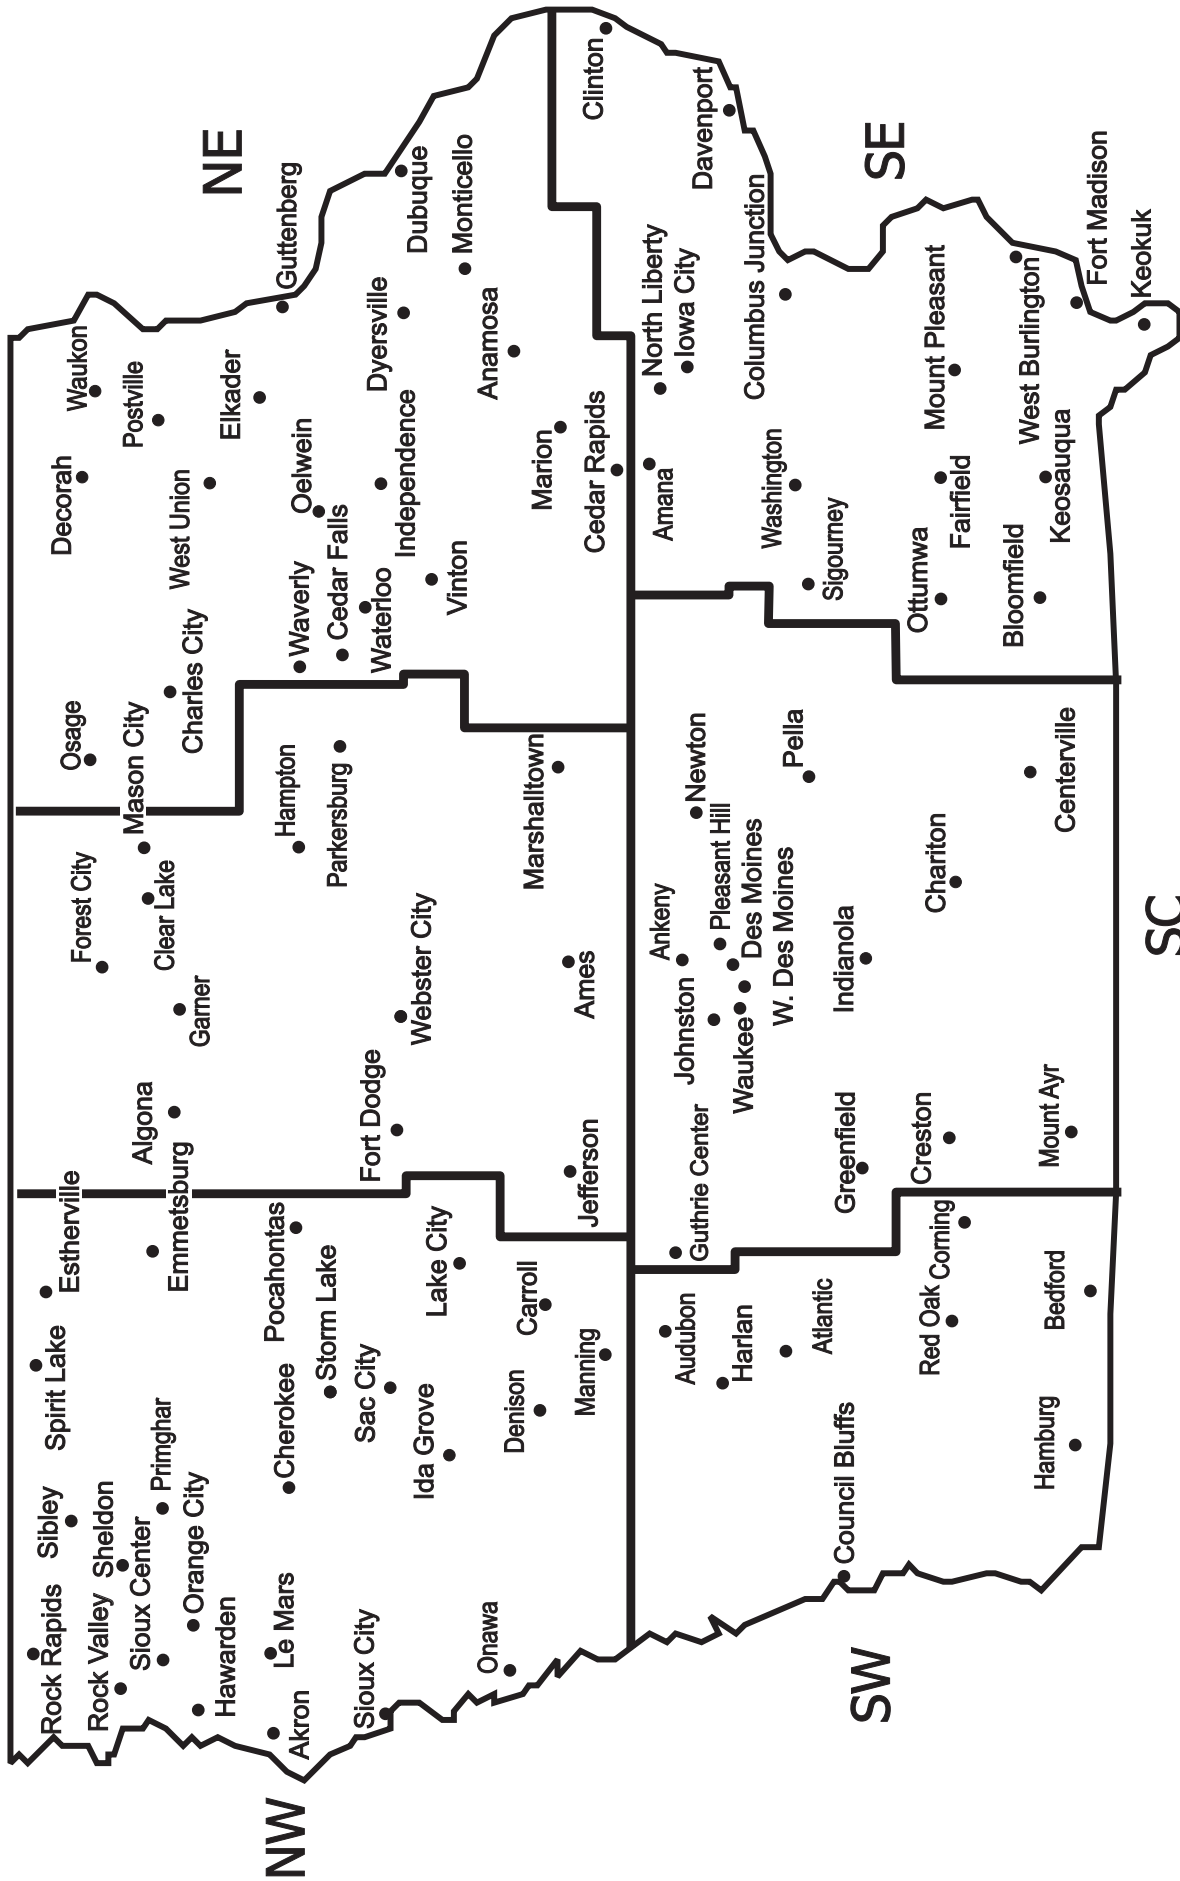 NW
NE
SW
SC
SE
Rock Rapids
Sibley
Spirit Lake
Estherville
Rock Valley
Sheldon
Sioux Center
Primghar
Emmetsburg
Orange City
Hawarden
Le Mars
Cherokee
Pocahontas
Akron
Storm Lake
Sioux City
Sac City
Lake City
Ida Grove
Onawa
Denison
Carroll
Manning
Algona
Forest City
Mason City
Clear Lake
Garner
Hampton
Parkersburg
Fort Dodge
Webster City
Marshalltown
Jefferson
Ames
Osage
Decorah
Waukon
Postville
Charles City
West Union
Elkader
Guttenberg
Waverly
Oelwein
Cedar Falls
Waterloo
Independence
Dyersville
Dubuque
Vinton
Monticello
Anamosa
Marion
Cedar Rapids
Audubon
Harlan
Atlantic
Council Bluffs
Red Oak
Corning
Hamburg
Bedford
Guthrie Center
Johnston
Ankeny
Pleasant Hill
Newton
Waukee
Des Moines
W. Des Moines
Pella
Greenfield
Indianola
Creston
Chariton
Mount Ayr
Centerville
Clinton
Davenport
Amana
North Liberty
Iowa City
Washington
Columbus Junction
Sigourney
Ottumwa
Fairfield
Mount Pleasant
Bloomfield
Keosauqua
West Burlington
Fort Madison
Keokuk